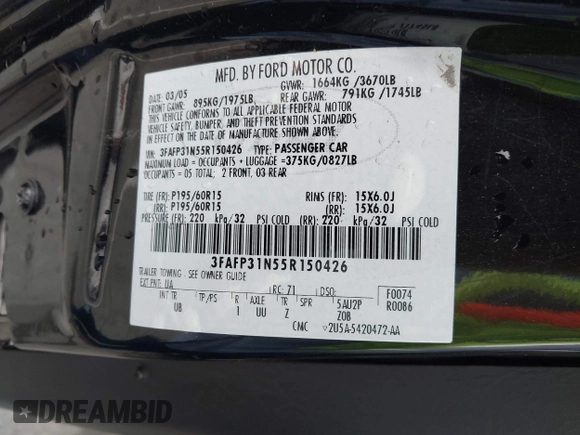 MFD. BY FORD MOTOR CO.
DATE: 03/05 GVWR: 1664KG /3670LB
FRONT GAWR: 895KG/1975LB REAR GAWR: 791KG /1745LB
THIS VEHICLE CONFORMS TO ALL APPLICABLE FEDERAL MOTOR
VEHICLE SAFETY, BUMPER, AND THEFT PREVENTION STANDARDS
IN EFFECT ON THE DATE OF MANUFACTURE SHOWN ABOVE.
VEHICLE IDENT. NO.: 3FAFP31N55R150426 TYPE: PASSENGER CAR
MAXIMUM LOAD = OCCUPANTS + LUGGAGE =375KG/0827LB
OCCUPANTS = 05 TOTAL: 2 FRONT, 03 REAR
TIRE (FR): P195/60R15 RIMS (FR): 15X6.0J
(RR): P195/60R15 (RR): 15X6.0J
PRESSURE (FR): 220 kPa/32 PSI COLD (RR): 220 kPa/32 PSI COLD
3FAFP31N55R150426
TRAILER TOWING - SEE OWNER GUIDE
EXT PNT: UA RC: 71 DSO: F0074
INT TR TP/PS R AXLE TR SPR 5AU2P R0086
UB 1 UU Z Z0B
CMC V2U5A-5420472-AA
DREAMBID